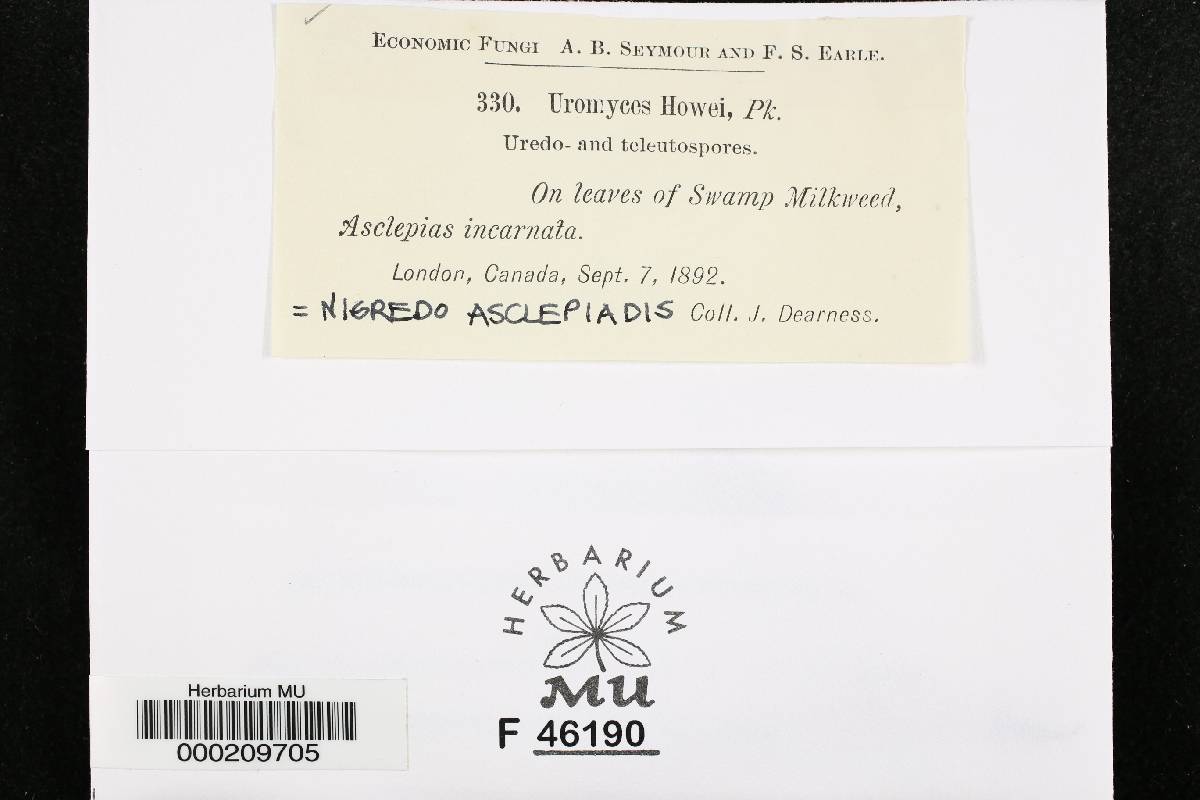 ECONOMIC FUNGI A. B. SEYMOUR AND F. S. EARLE.
330. Uromyces Howei, Pk.
Uredo- and teleutospores.
On leaves of Swamp Milkweed,
Asclepias incarnata.
London, Canada, Sept. 7, 1892.
= NIGREDO ASCLEPIADIS Coll. J. Dearness.
HERBARIUM
MU
F 46190
Herbarium MU
000209705